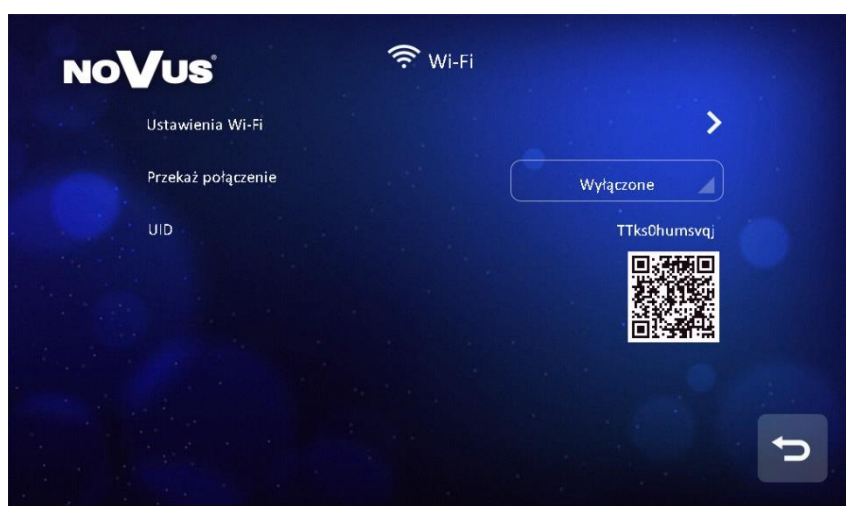 NOVUS
Wi-Fi
Ustawienia Wi-Fi
Przekaż połączenie
Wyłączone
UID
TTks0humsvqj